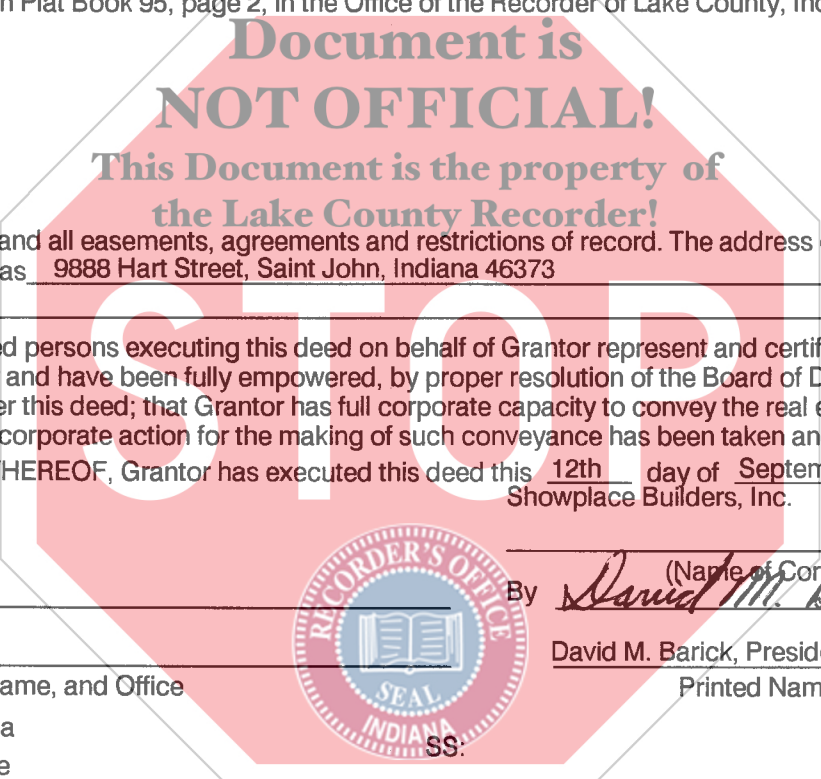 n Plat Book 95, page 2, in the Office of the Recorder of Lake County, Ind
Document is
NOT OFFICIAL!
This Document is the property of
the Lake County Recorder!
and all easements, agreements and restrictions of record. The address
as 9888 Hart Street, Saint John, Indiana 46373
STOP
ed persons executing this deed on behalf of Grantor represent and certif
and have been fully empowered, by proper resolution of the Board of D
er this deed; that Grantor has full corporate capacity to convey the real e
corporate action for the making of such conveyance has been taken an
HEREOF, Grantor has executed this deed this 12th day of Septem
Showplace Builders, Inc.
(Name of Cor
By David M.
David M. Barick, Preside
ame, and Office
Printed Nam
RECORDER'S OFFICE
SEAL
INDIANA
a
SS:
e